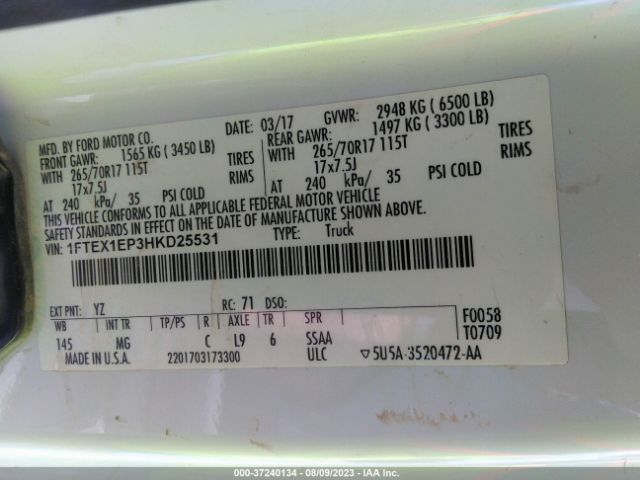 MFD. BY FORD MOTOR CO.
DATE: 03/17 GVWR: 2948 KG ( 6500 LB)
FRONT GAWR: 1565 KG ( 3450 LB)
REAR GAWR: 1497 KG ( 3300 LB)
WITH 265/70R17 115T TIRES
WITH 265/70R17 115T TIRES
17x7.5J RIMS
17x7.5J RIMS
AT 240 kPa/ 35 PSI COLD
AT 240 kPa/ 35 PSI COLD
THIS VEHICLE CONFORMS TO ALL APPLICABLE FEDERAL MOTOR VEHICLE
SAFETY STANDARDS IN EFFECT ON THE DATE OF MANUFACTURE SHOWN ABOVE.
VIN: 1FTEX1EP3HKD25531 TYPE: Truck
EXT PNT: YZ RC: 71 DSO:
WB INT TR TP/PS R AXLE TR SPR F0058
145 MG C L9 6 SSAA T0709
MADE IN U.S.A. 2201703173300 ULC ▽5U5A-3520472-AA
000-37240134 - 08/09/2023 - IAA Inc.